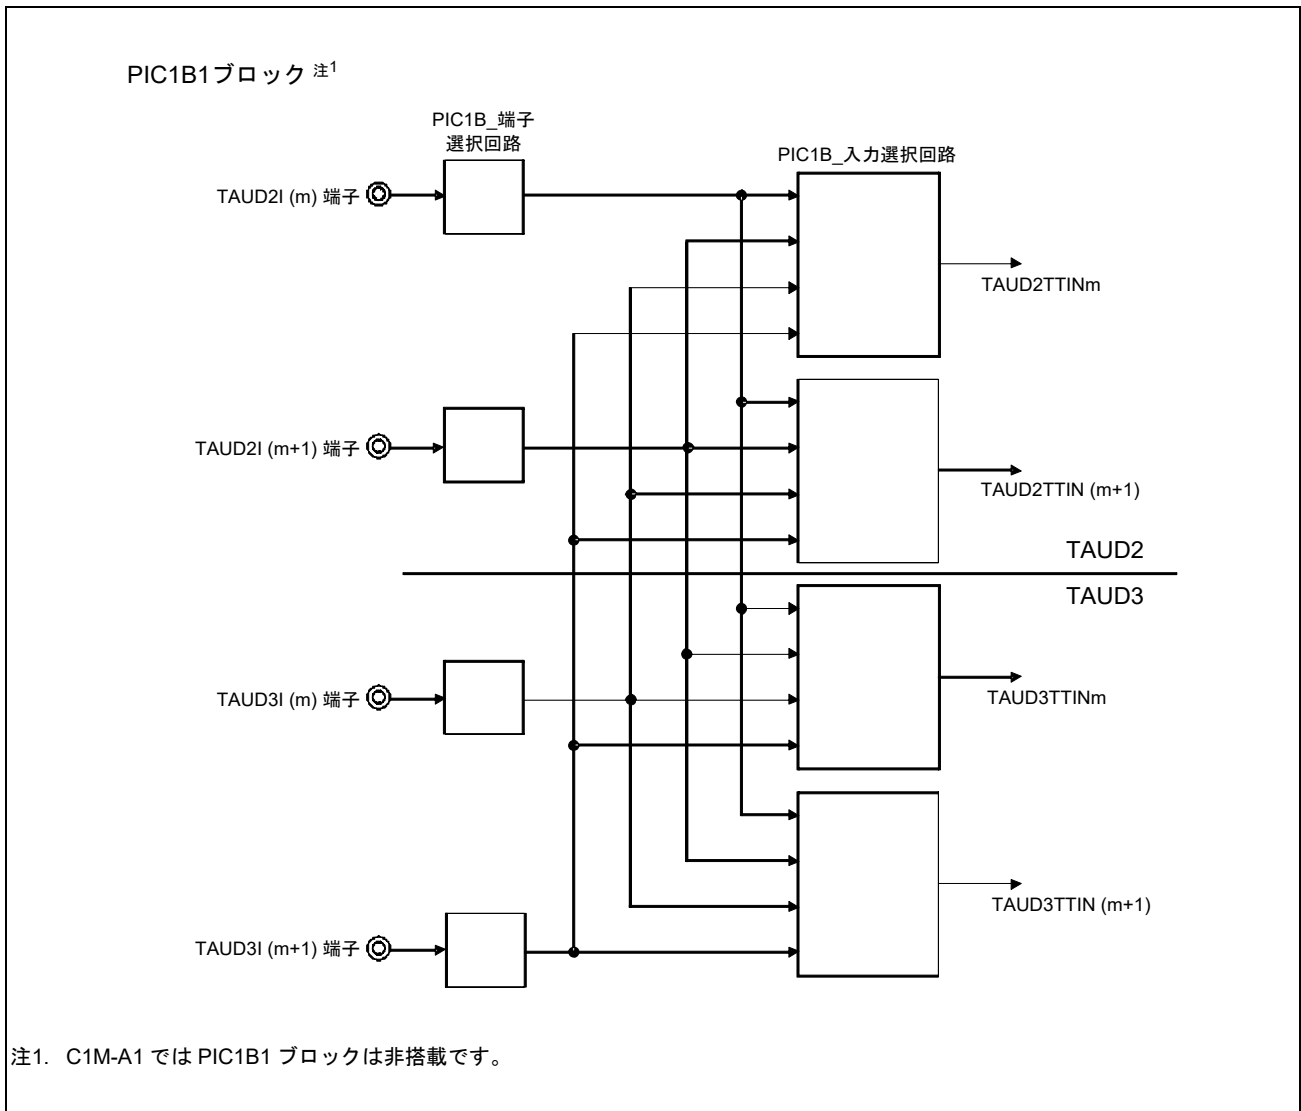 PIC1B1ブロック 注1
PIC1B_端子
選択回路
PIC1B_入力選択回路
TAUD2I (m) 端子
TAUD2TTINm
TAUD2I (m+1) 端子
TAUD2TTIN (m+1)
TAUD2
TAUD3
TAUD3I (m) 端子
TAUD3TTINm
TAUD3TTIN (m+1)
TAUD3I (m+1) 端子
注1. C1M-A1 では PIC1B1 ブロックは非搭載です。